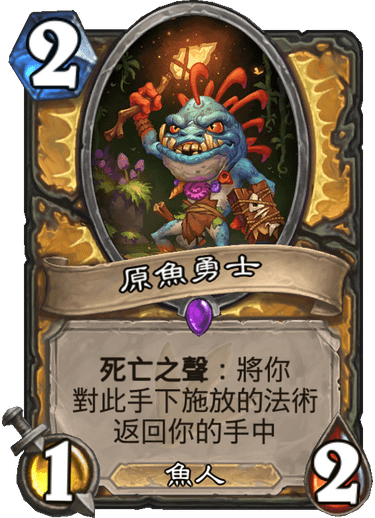 2
原魚勇士
死亡之聲：將你
對此手下施放的法術
返回你的手中
魚人
1
2